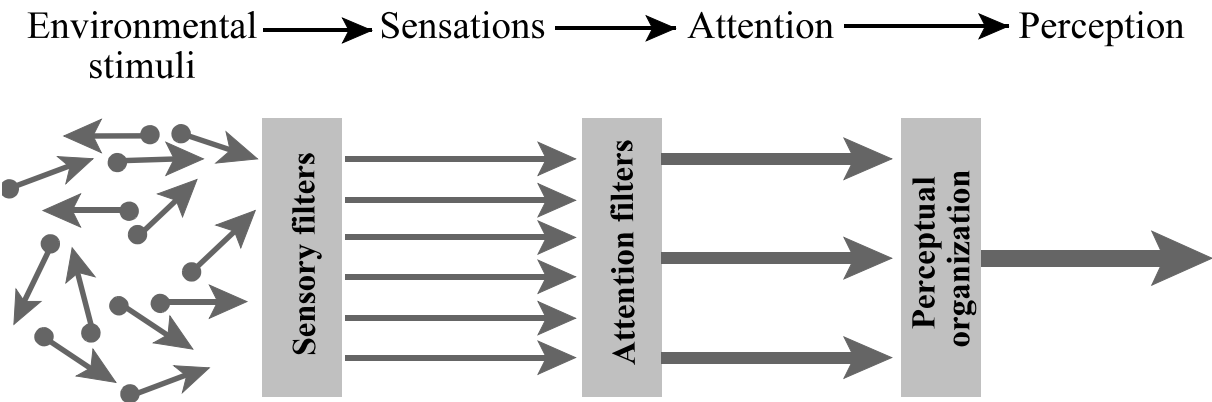 Environmental
stimuli
Sensations
Attention
Perception
Sensory filters
Attention filters
Perceptual
organization